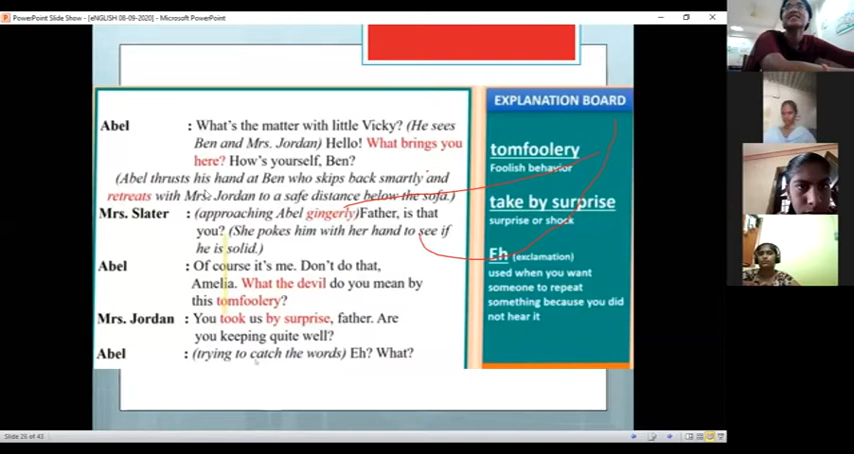 PowerPoint Slide Show - [eNGLISH 08-09-2020] - Microsoft PowerPoint
Abel : What's the matter with little Vicky? (He sees
Ben and Mrs. Jordan) Hello! What brings you
here? How's yourself, Ben?
(Abel thrusts his hand at Ben who skips back smartly and
retreats with Mrs. Jordan to a safe distance below the sofa.)
Mrs. Slater : (approaching Abel gingerly)Father, is that
you? (She pokes him with her hand to see if
he is solid.)
Abel : Of course it's me. Don't do that,
Amelia. What the devil do you mean by
this tomfoolery?
Mrs. Jordan : You took us by surprise, father. Are
you keeping quite well?
Abel : (trying to catch the words) Eh? What?
EXPLANATION BOARD
tomfoolery
Foolish behavior
take by surprise
surprise or shock
Eh (exclamation)
used when you want
someone to repeat
something because you did
not hear it
Slide 26 of 43